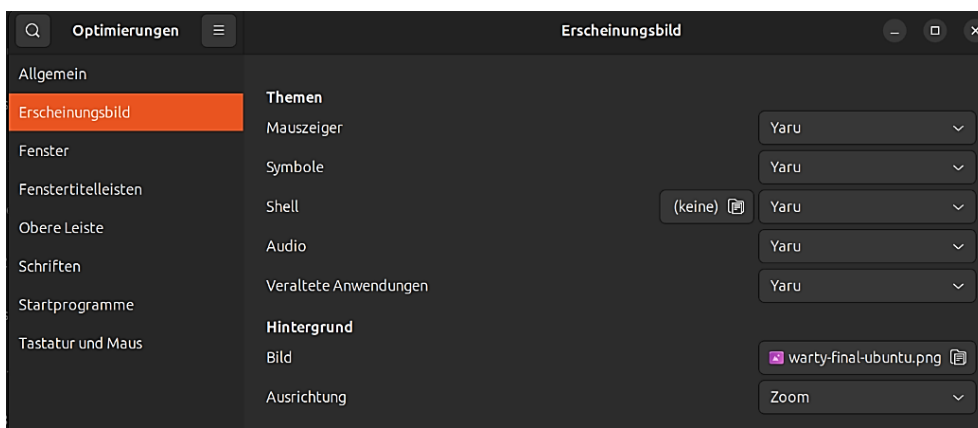 Optimierungen
Erscheinungsbild
Allgemein
Erscheinungsbild
Fenster
Fenstertitelleisten
Obere Leiste
Schriften
Startprogramme
Tastatur und Maus
Themen
Mauszeiger Yaru
Symbole Yaru
Shell (keine) Yaru
Audio Yaru
Veraltete Anwendungen Yaru
Hintergrund
Bild warty-final-ubuntu.png
Ausrichtung Zoom